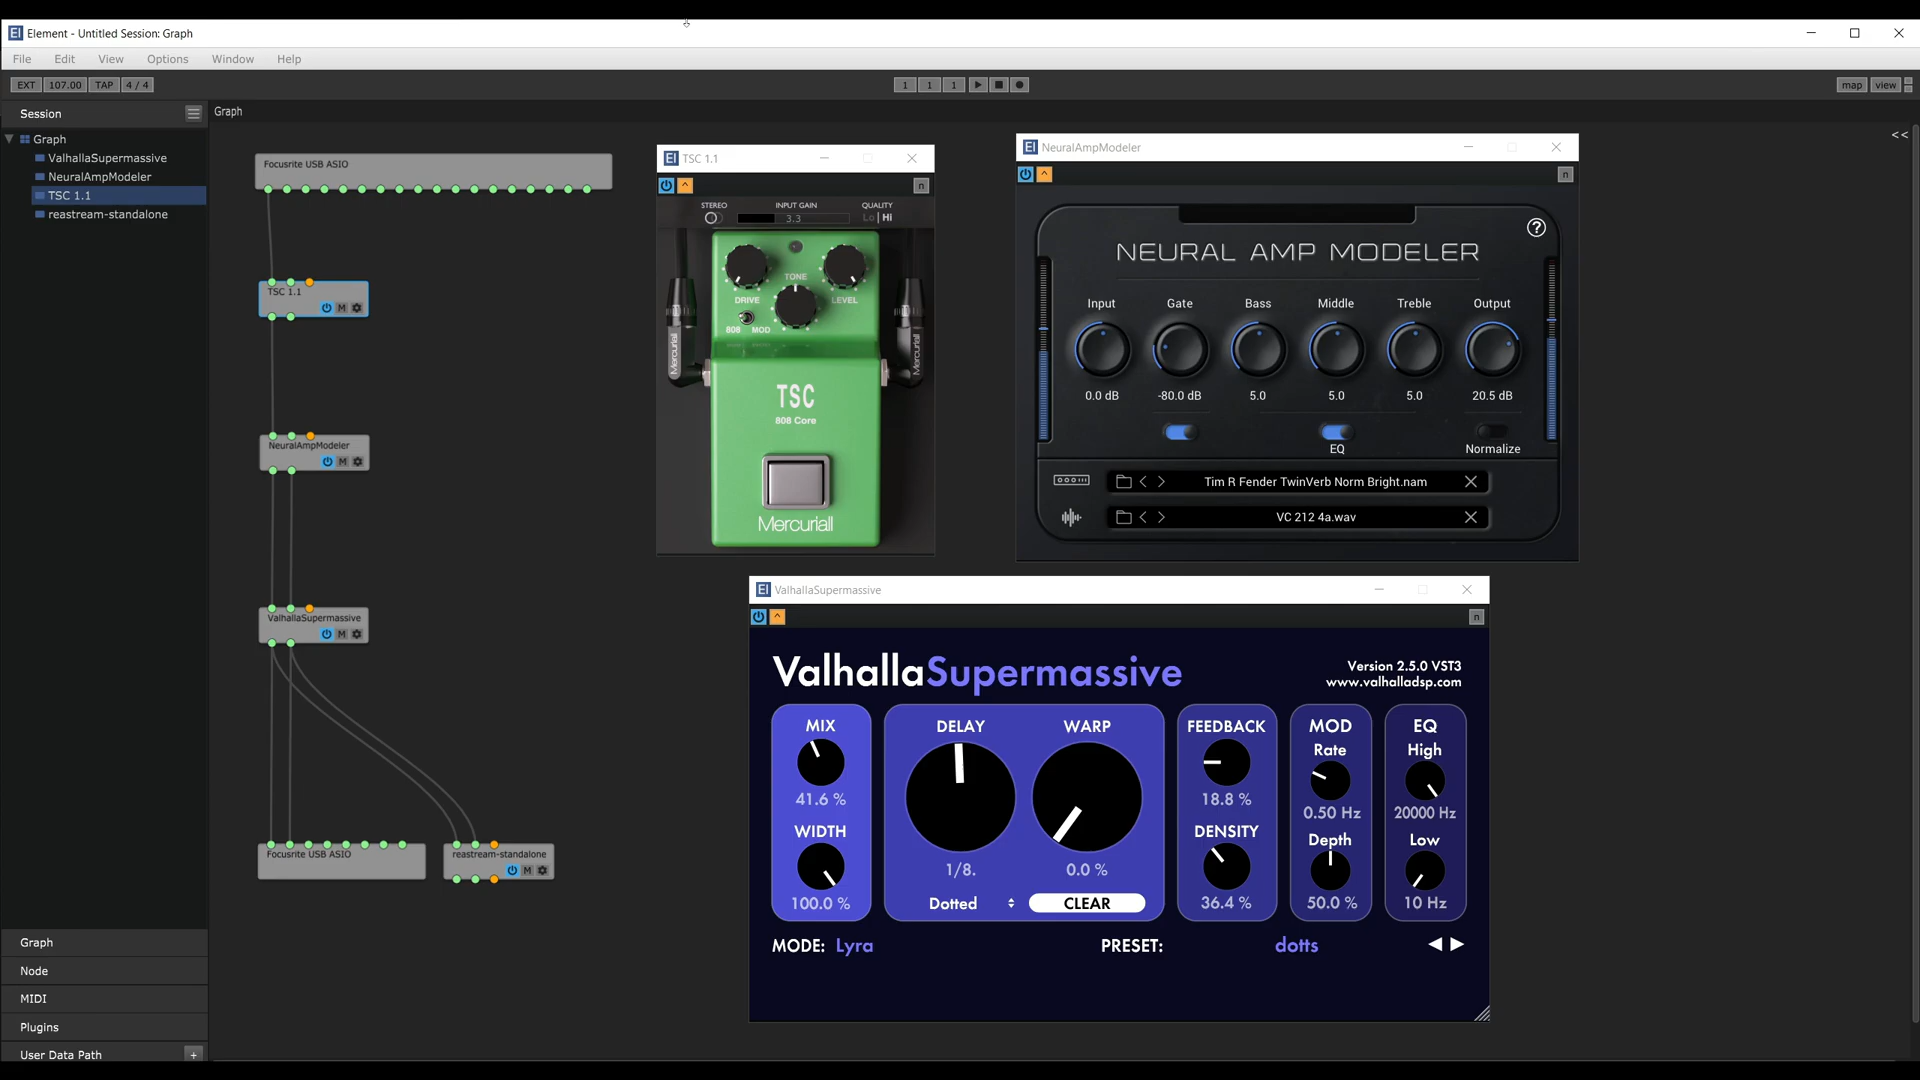 Element - Untitled Session: Graph
File Edit View Options Window Help
EXT 107.00 TAP 4 / 4 1 1 1 map view
Session
Graph
<<
Graph
ValhallaSupermassive
NeuralAmpModeler
TSC 1.1
reastream-standalone
Focusrite USB ASIO
TSC 1.1
M
NeuralAmpModeler
M
ValhallaSupermassive
M
Focusrite USB ASIO
reastream-standalone
M
Graph
Node
MIDI
Plugins
User Data Path +
TSC 1.1
n
STEREO INPUT GAIN QUALITY
3.3 Lo | Hi
TONE
DRIVE LEVEL
808 MOD
Mercuriall
Mercuriall
TSC
808 Core
Mercuriall
NeuralAmpModeler
n
?
NEURAL AMP MODELER
Input Gate Bass Middle Treble Output
0.0 dB -80.0 dB 5.0 5.0 5.0 20.5 dB
EQ Normalize
Tim R Fender TwinVerb Norm Bright.nam
VC 212 4a.wav
ValhallaSupermassive
n
ValhallaSupermassive
Version 2.5.0 VST3
www.valhalladsp.com
MIX
41.6 %
WIDTH
100.0 %
DELAY WARP
1/8. 0.0 %
Dotted CLEAR
FEEDBACK
18.8 %
DENSITY
36.4 %
MOD
Rate
0.50 Hz
Depth
50.0 %
EQ
High
20000 Hz
Low
10 Hz
MODE: Lyra PRESET: dotts